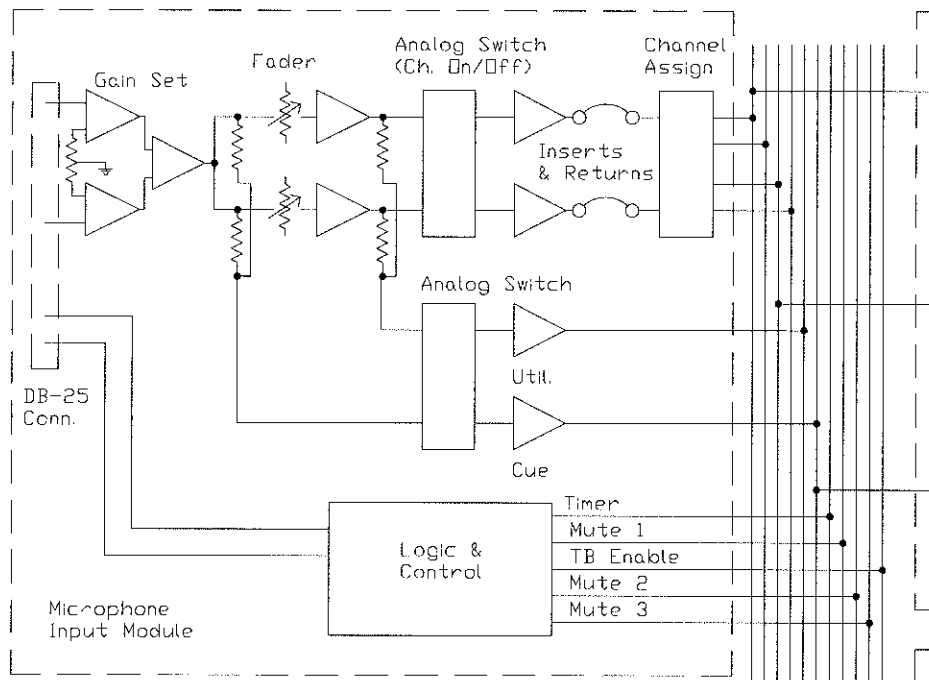 Analog Switch
(Ch. On/Off)
Channel
Assign
Fader
Gain Set
Inserts
& Returns
Analog Switch
DB-25
Conn.
Util.
Cue
Timer
Mute 1
TB Enable
Mute 2
Mute 3
Logic &
Control
Microphone
Input Module